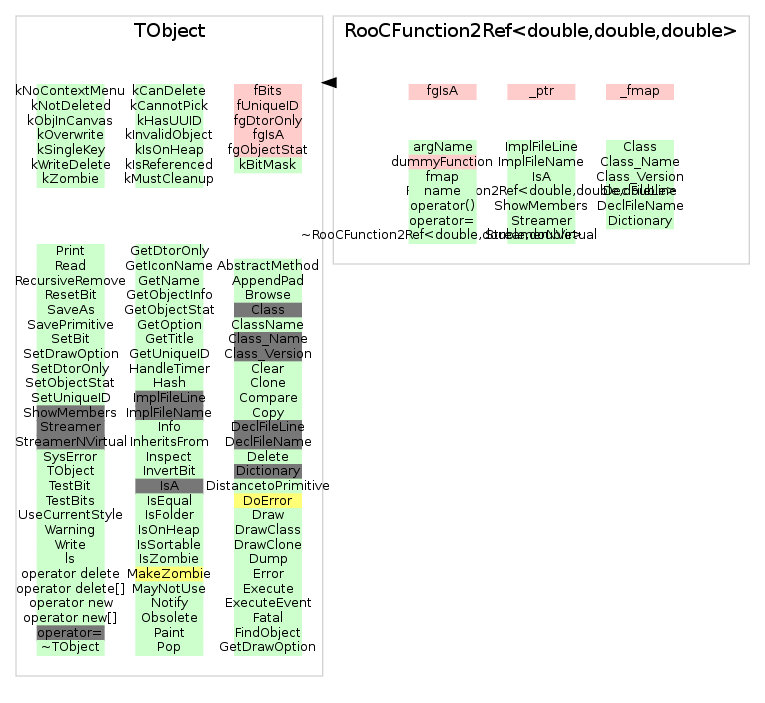 TObject
kNoContextMenu kCanDelete fBits
kNotDeleted kCannotPick fUniqueID
kObjInCanvas kHasUUID fgDtorOnly
kOverwrite kInvalidObject fgIsA
kSingleKey kIsOnHeap fgObjectStat
kWriteDelete kIsReferenced kBitMask
kZombie kMustCleanup
Print GetDtorOnly
Read GetIconName AbstractMethod
RecursiveRemove GetName AppendPad
ResetBit GetObjectInfo Browse
SaveAs GetObjectStat Class
SavePrimitive GetOption ClassName
SetBit GetTitle Class_Name
SetDrawOption GetUniqueID Class_Version
SetDtorOnly HandleTimer Clear
SetObjectStat Hash Clone
SetUniqueID ImplFileLine Compare
ShowMembers ImplFileName Copy
Streamer Info DeclFileLine
StreamerNVirtual InheritsFrom DeclFileName
SysError Inspect Delete
TObject InvertBit Dictionary
TestBit IsA DistancetoPrimitive
TestBits IsEqual DoError
UseCurrentStyle IsFolder Draw
Warning IsOnHeap DrawClass
Write IsSortable DrawClone
ls IsZombie Dump
operator delete MakeZombie Error
operator delete[] MayNotUse Execute
operator new Notify ExecuteEvent
operator new[] Obsolete Fatal
operator= Paint FindObject
~TObject Pop GetDrawOption
RooCFunction2Ref<double,double,double>
fgIsA _ptr _fmap
argName ImplFileLine Class
dummyFunction ImplFileName Class_Name
fmap IsA Class_Version
name
operator() ShowMembers DeclFileName
operator= Streamer Dictionary